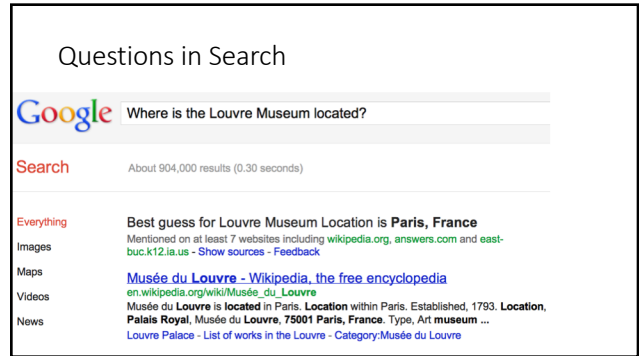 Questions in Search
Google Where is the Louvre Museum located?
Search About 904,000 results (0.30 seconds)
Everything
Images
Maps
Videos
News
Best guess for Louvre Museum Location is Paris, France
Mentioned on at least 7 websites including wikipedia.org, answers.com and east-
buc.k12.ia.us - Show sources - Feedback
Musée du Louvre - Wikipedia, the free encyclopedia
en.wikipedia.org/wiki/Musée_du_Louvre
Musée du Louvre is located in Paris. Location within Paris. Established, 1793. Location,
Palais Royal, Musée du Louvre, 75001 Paris, France. Type, Art museum ...
Louvre Palace - List of works in the Louvre - Category:Musée du Louvre